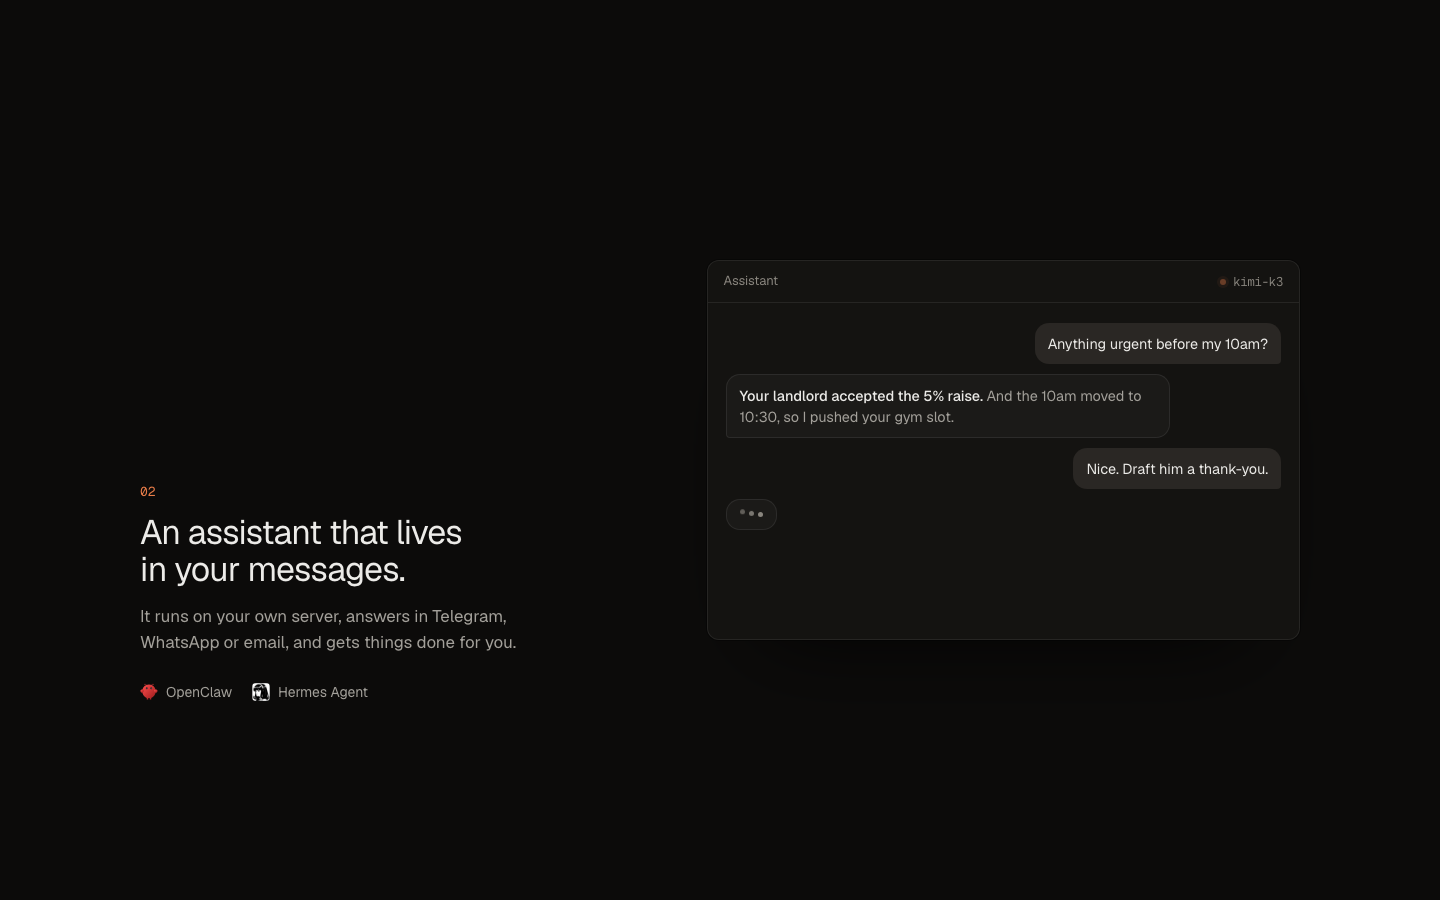 02
An assistant that lives
in your messages.
It runs on your own server, answers in Telegram,
WhatsApp or email, and gets things done for you.
OpenClaw
Hermes Agent
Assistant
kimi-k3
Anything urgent before my 10am?
Your landlord accepted the 5% raise. And the 10am moved to
10:30, so I pushed your gym slot.
Nice. Draft him a thank-you.